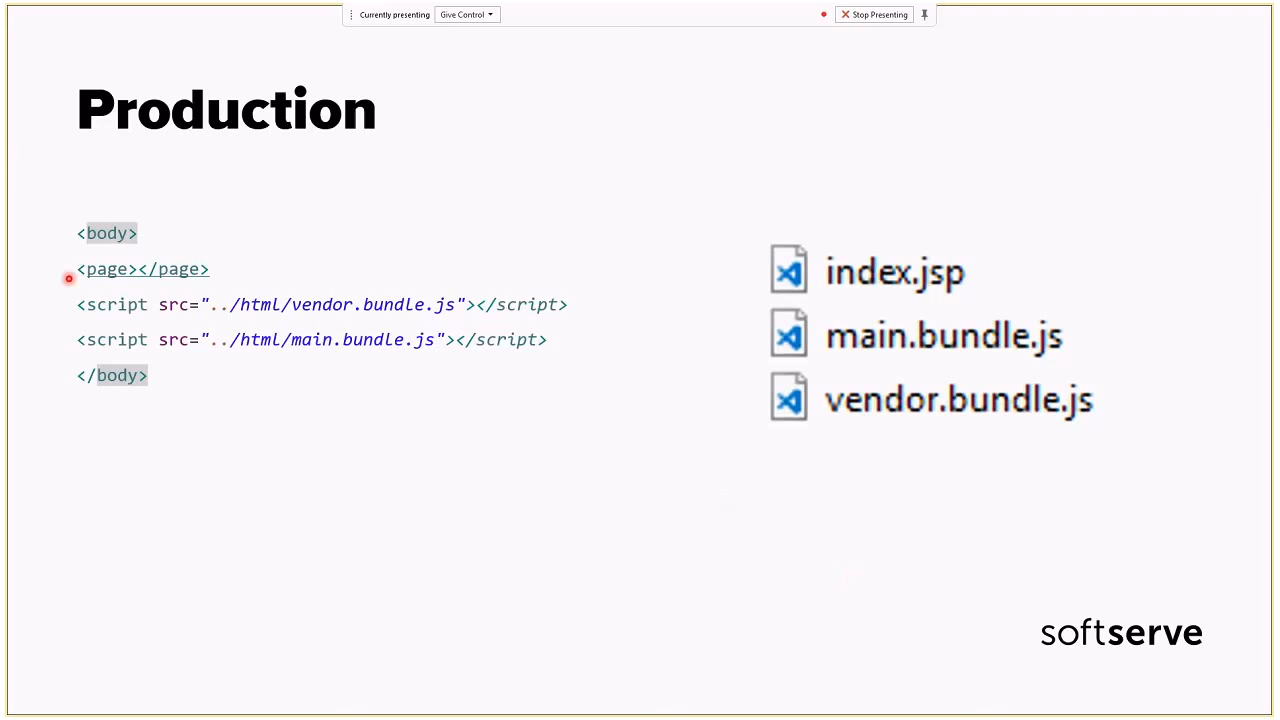 Currently presenting
Give Control
Stop Presenting
Production
<body>
<page></page>
<script src="../html/vendor.bundle.js"></script>
<script src="../html/main.bundle.js"></script>
</body>
index.jsp
main.bundle.js
vendor.bundle.js
softserve